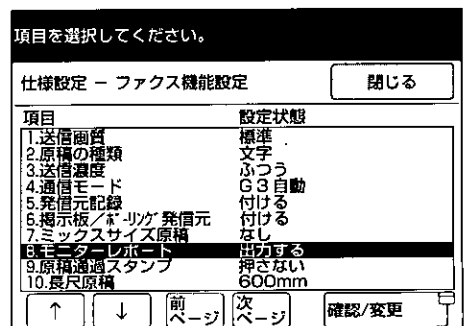 項目を選択してください。
仕様設定 － ファクス機能設定 閉じる
項目 設定状態
1.送信画質 標準
2.原稿の種類 文字
3.送信濃度 ふつう
4.通信モード G3自動
5.発信元記録 付ける
6.掲示板／ﾎﾟｰﾘﾝｸﾞ発信元 付ける
7.ミックスサイズ原稿 なし
8.モニターレポート 出力する
9.原稿通過スタンプ 押さない
10.長尺原稿 600mm
↑ ↓ 前ページ 次ページ 確認/変更